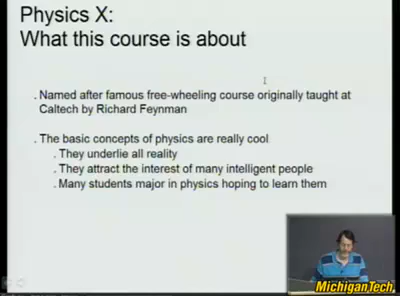 Physics X:
What this course is about
. Named after famous free-wheeling course originally taught at
Caltech by Richard Feynman
. The basic concepts of physics are really cool
. They underlie all reality
. They attract the interest of many intelligent people
. Many students major in physics hoping to learn them
MichiganTech